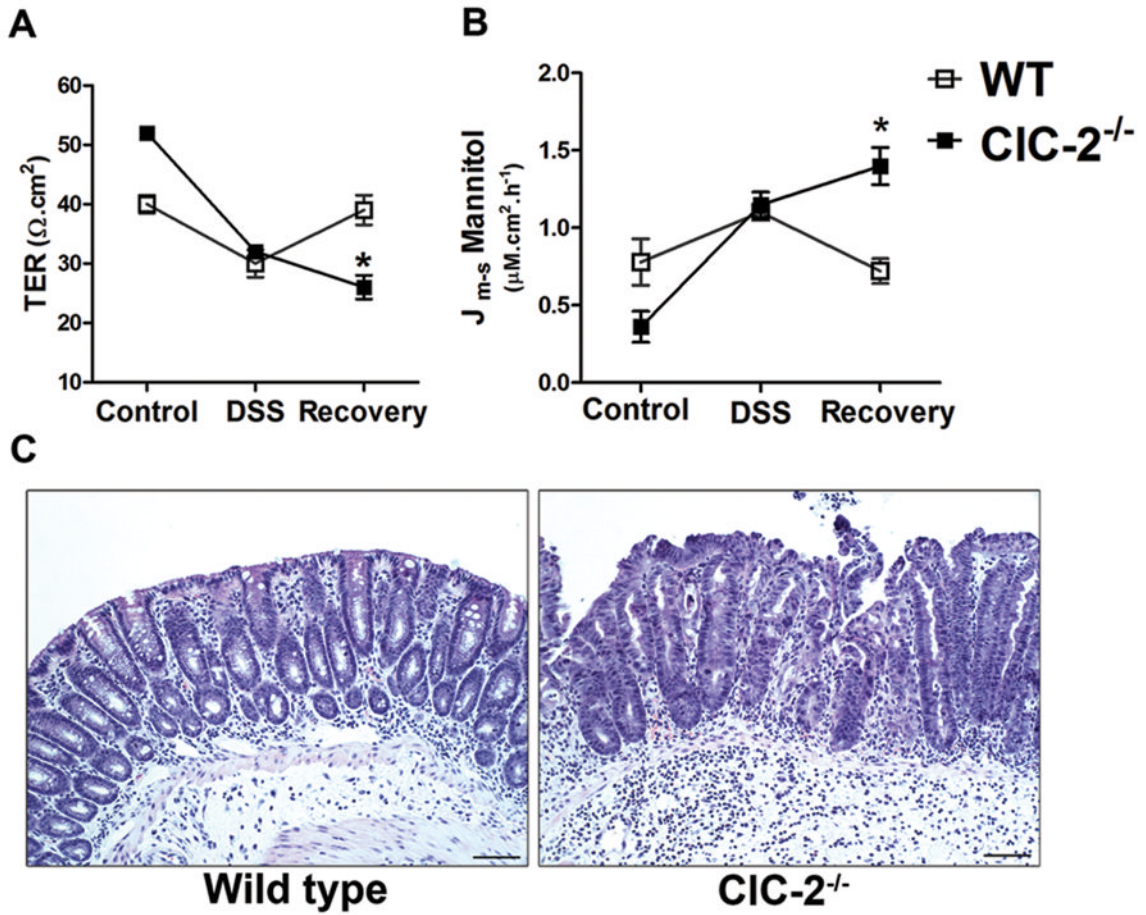 A
TER (Ω.cm²)
60
50
40
30
20
10
*
Control DSS Recovery
B
J m-s Mannitol
(µM.cm².h⁻¹)
2.0
1.5
1.0
0.5
0.0
*
Control DSS Recovery
WT
ClC-2⁻/⁻
C
Wild type
ClC-2⁻/⁻